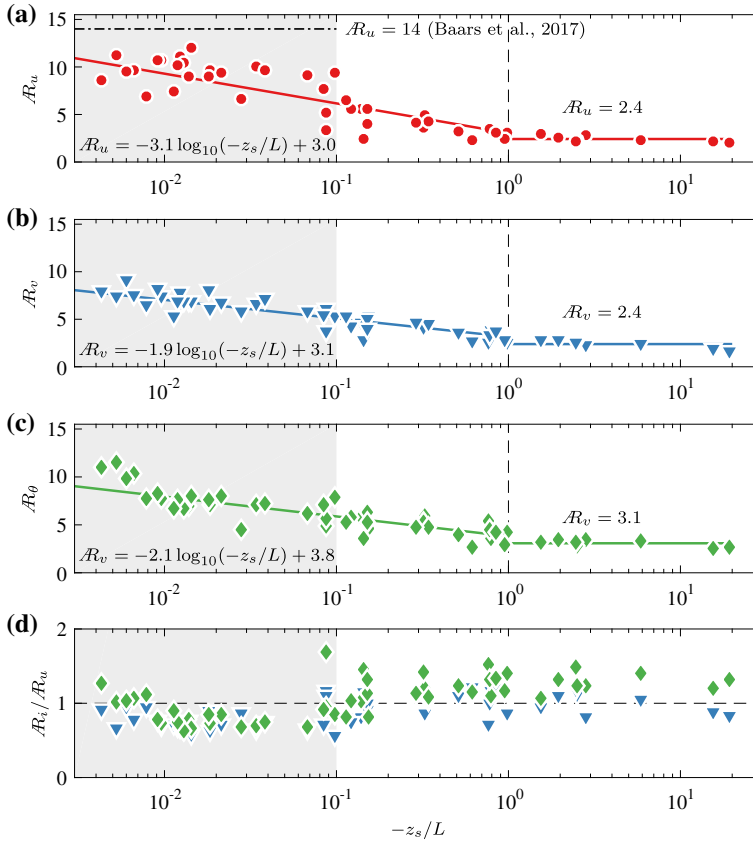 (a)
Æ_u = 14 (Baars et al., 2017)
15
10
5
0
Æ_u
Æ_u = 2.4
Æ_u = −3.1 log_10(−z_s/L) + 3.0
10^−2
10^−1
10^0
10^1
(b)
15
10
5
0
Æ_v
Æ_v = 2.4
Æ_v = −1.9 log_10(−z_s/L) + 3.1
10^−2
10^−1
10^0
10^1
(c)
15
10
5
0
Æ_θ
Æ_v = 3.1
Æ_v = −2.1 log_10(−z_s/L) + 3.8
10^−2
10^−1
10^0
10^1
(d)
2
1
0
Æ_i/Æ_u
10^−2
10^−1
10^0
10^1
−z_s/L